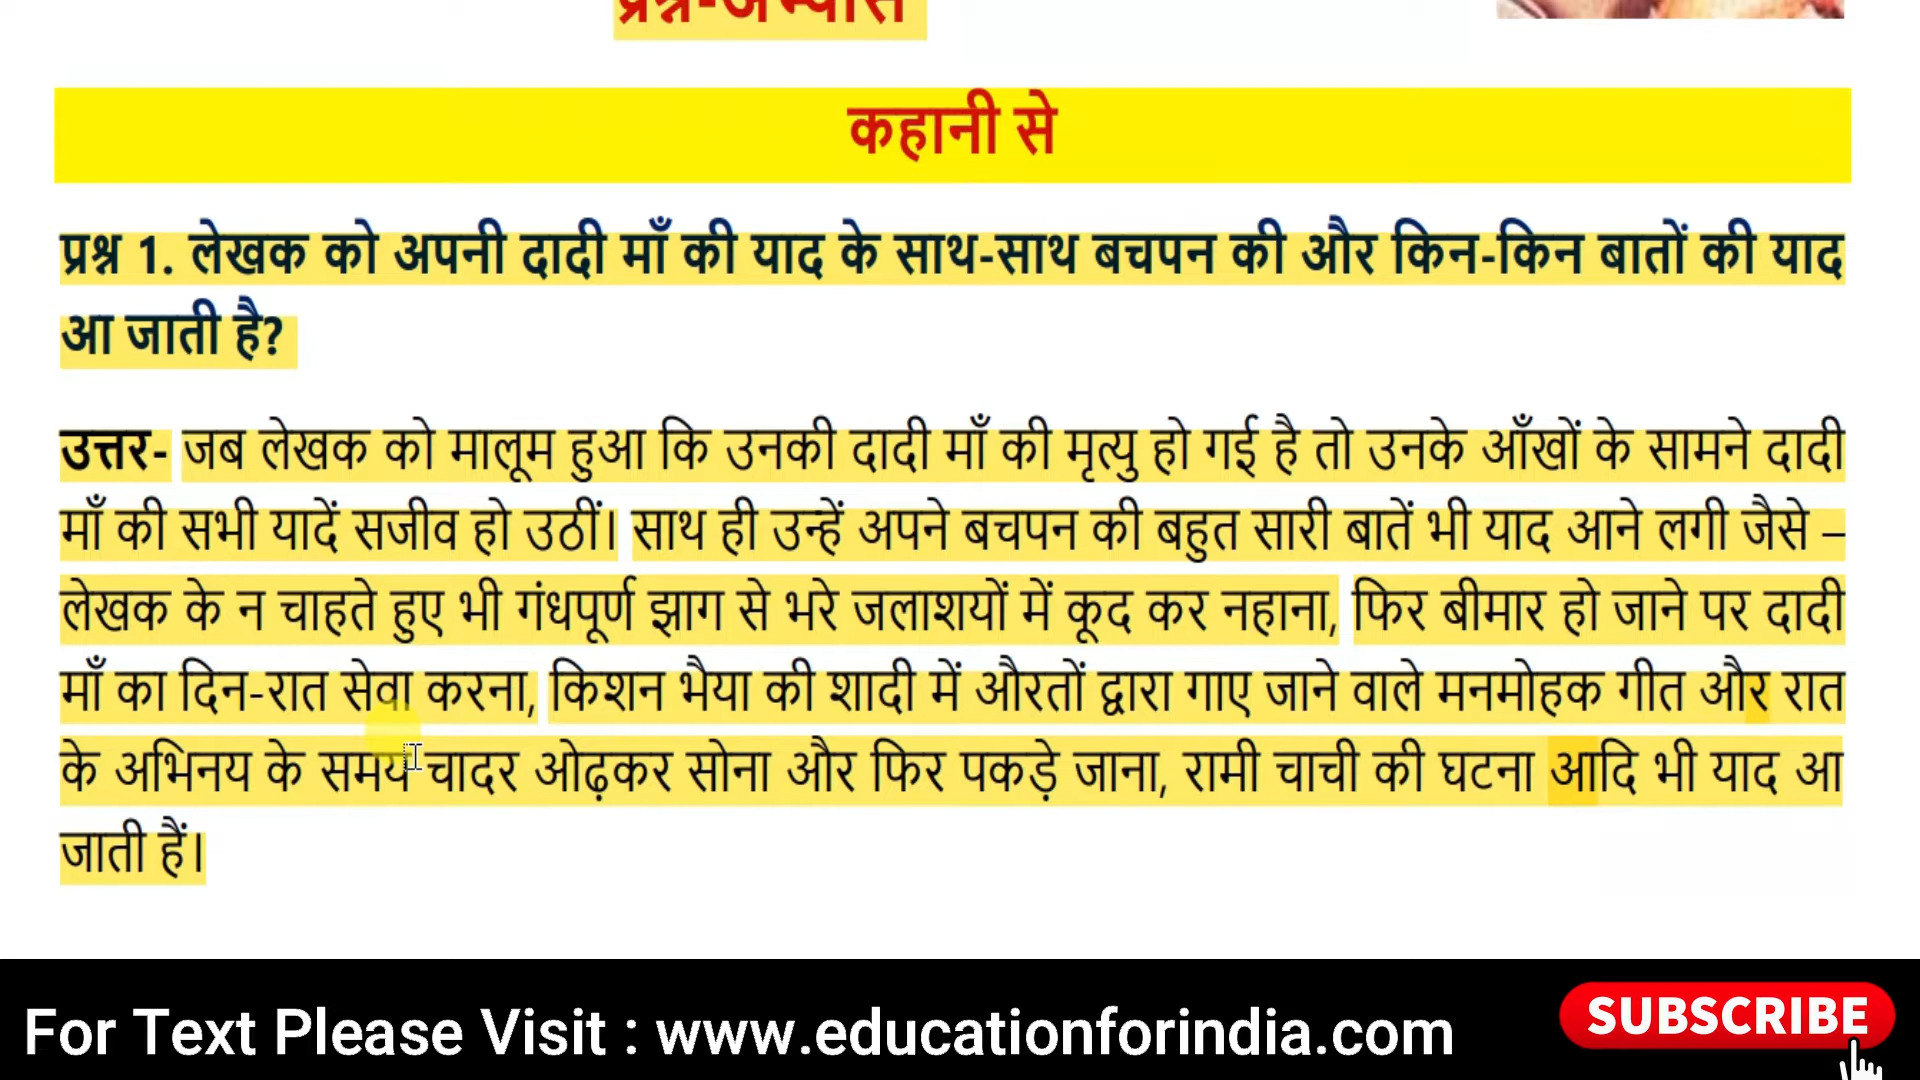 प्रश्न-अभ्यास
कहानी से
प्रश्न 1. लेखक को अपनी दादी माँ की याद के साथ-साथ बचपन की और किन-किन बातों की याद
आ जाती है?
उत्तर- जब लेखक को मालूम हुआ कि उनकी दादी माँ की मृत्यु हो गई है तो उनके आँखों के सामने दादी
माँ की सभी यादें सजीव हो उठीं। साथ ही उन्हें अपने बचपन की बहुत सारी बातें भी याद आने लगी जैसे –
लेखक के न चाहते हुए भी गंधपूर्ण झाग से भरे जलाशयों में कूद कर नहाना, फिर बीमार हो जाने पर दादी
माँ का दिन-रात सेवा करना, किशन भैया की शादी में औरतों द्वारा गाए जाने वाले मनमोहक गीत और रात
के अभिनय के समय चादर ओढ़कर सोना और फिर पकड़े जाना, रामी चाची की घटना आदि भी याद आ
जाती हैं।
For Text Please Visit : www.educationforindia.com
SUBSCRIBE